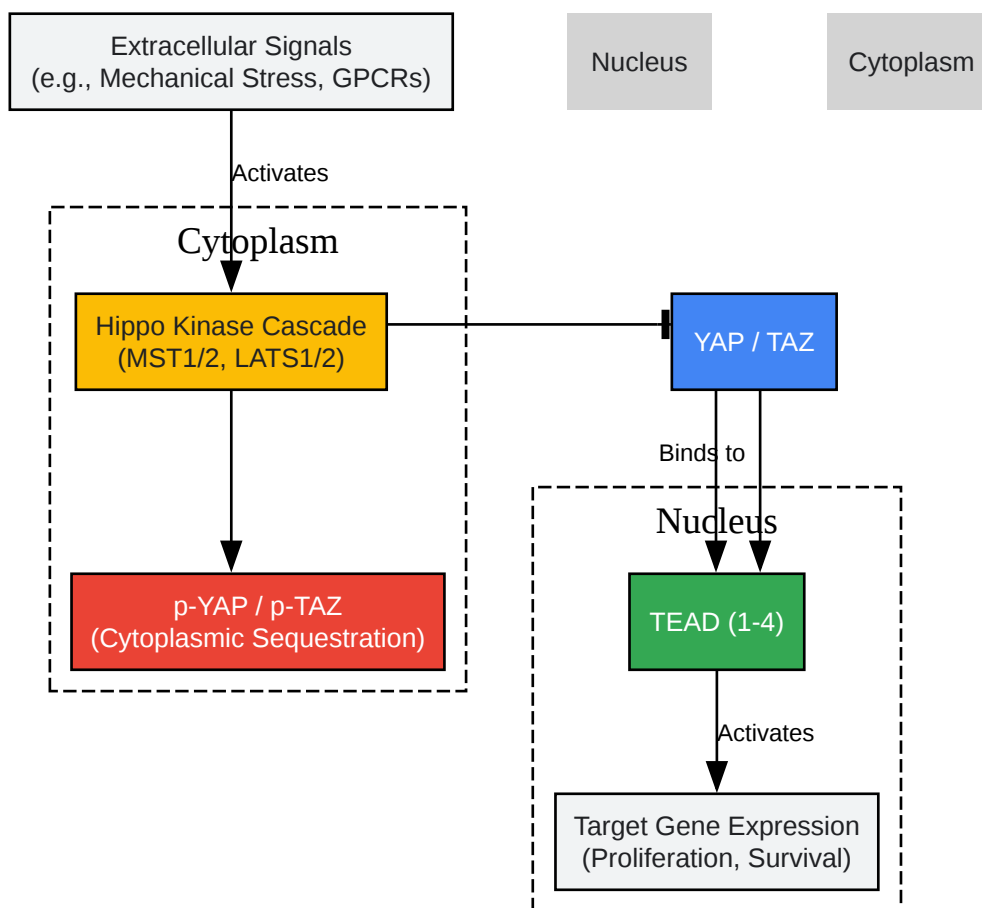 Extracellular Signals
(e.g., Mechanical Stress, GPCRs)
Nucleus
Cytoplasm
Activates
Cytoplasm
Hippo Kinase Cascade
(MST1/2, LATS1/2)
YAP / TAZ
Binds to
Nucleus
p-YAP / p-TAZ
(Cytoplasmic Sequestration)
TEAD (1-4)
Activates
Target Gene Expression
(Proliferation, Survival)